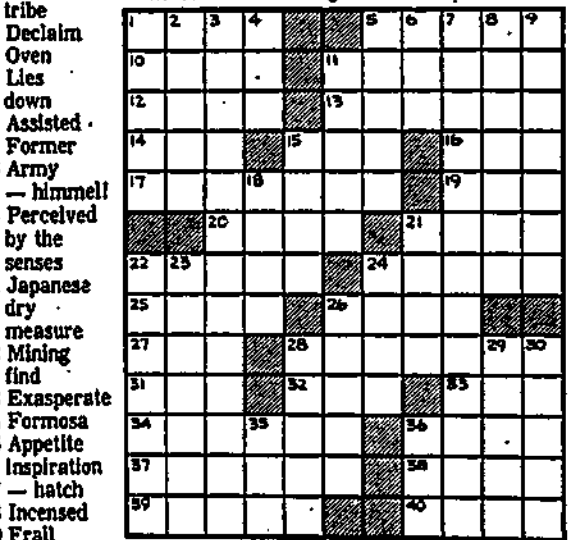 tribe
Declaim
Oven
Lies
down
Assisted
Former
Army
— himmel!
Perceived
by the
senses
Japanese
dry
measure
Mining
find
Exasperate
Formosa
Appetite
Inspiration
— hatch
Incensed
Frail
1 2 3 4 5 6 7 8 9
10 11
12 13
14 15 16
17 18 19
20 21
22 23 24
25 26
27 28 29 30
31 32 33
34 35 36
37 38
39 40